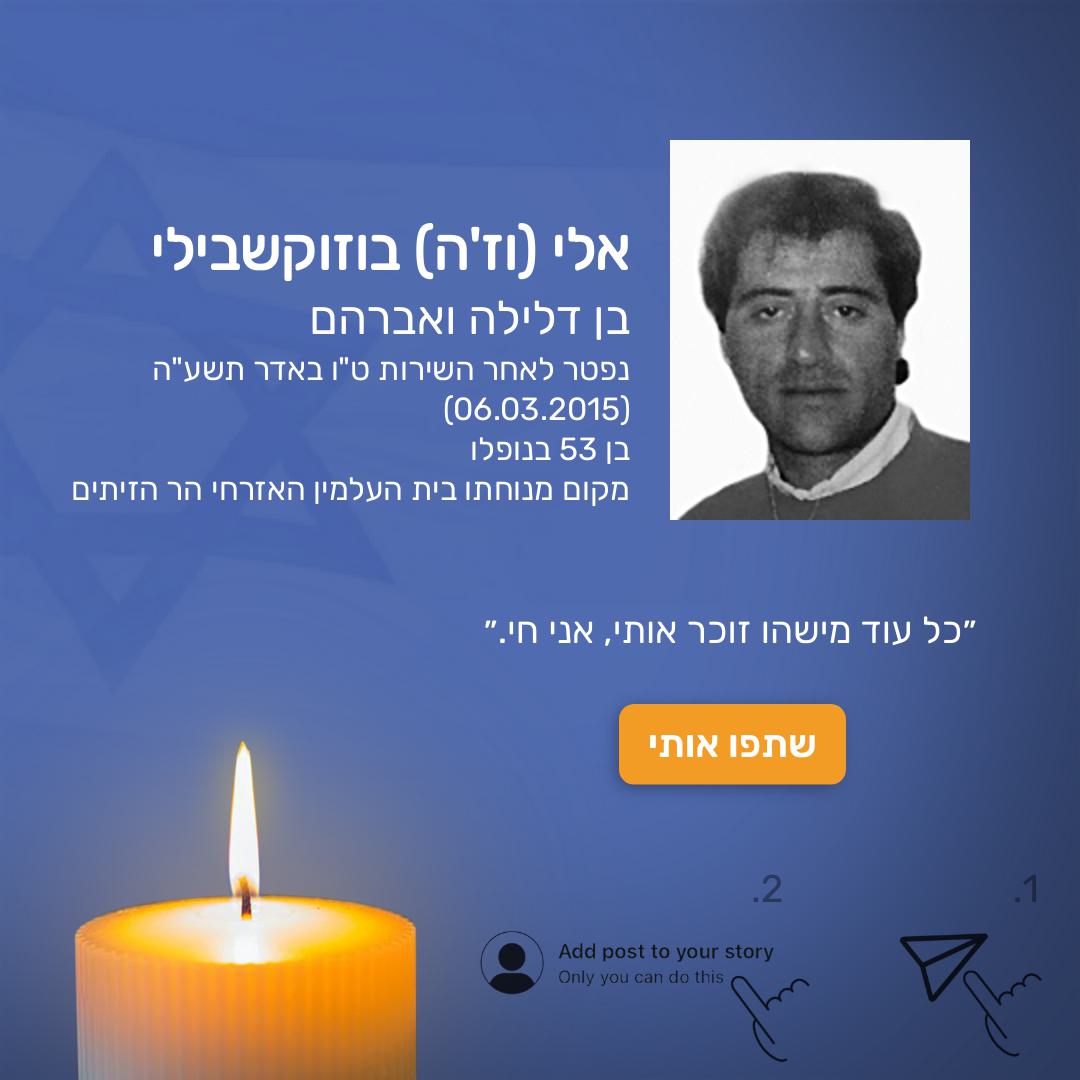 אלי (וז'ה) בוזוקשבילי
בן דלילה ואברהם
נפטר לאחר השירות ט"ו באדר תשע"ה
(06.03.2015)
בן 53 בנופלו
מקום מנוחתו בית העלמין האזרחי הר הזיתים
״כל עוד מישהו זוכר אותי, אני חי.״
שתפו אותי
.1
.2
Add post to your story
Only you can do this